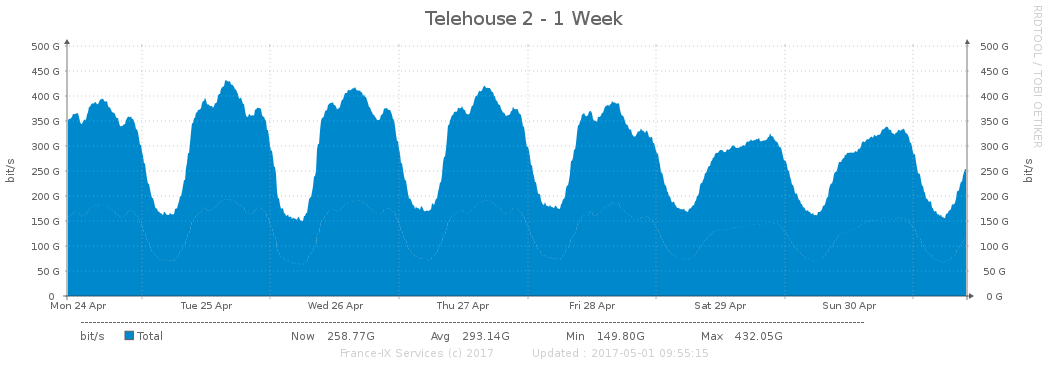 Telehouse 2 - 1 Week
RRDTOOL / TOBI OETIKER
500 G 500 G
450 G 450 G
400 G 400 G
350 G 350 G
300 G 300 G
250 G 250 G
200 G 200 G
150 G 150 G
100 G 100 G
50 G 50 G
0 0 G
bit/s
bit/s
Mon 24 Apr Tue 25 Apr Wed 26 Apr Thu 27 Apr Fri 28 Apr Sat 29 Apr Sun 30 Apr
bit/s Total Now 258.77G Avg 293.14G Min 149.80G Max 432.05G
France-IX Services (c) 2017 Updated : 2017-05-01 09:55:15